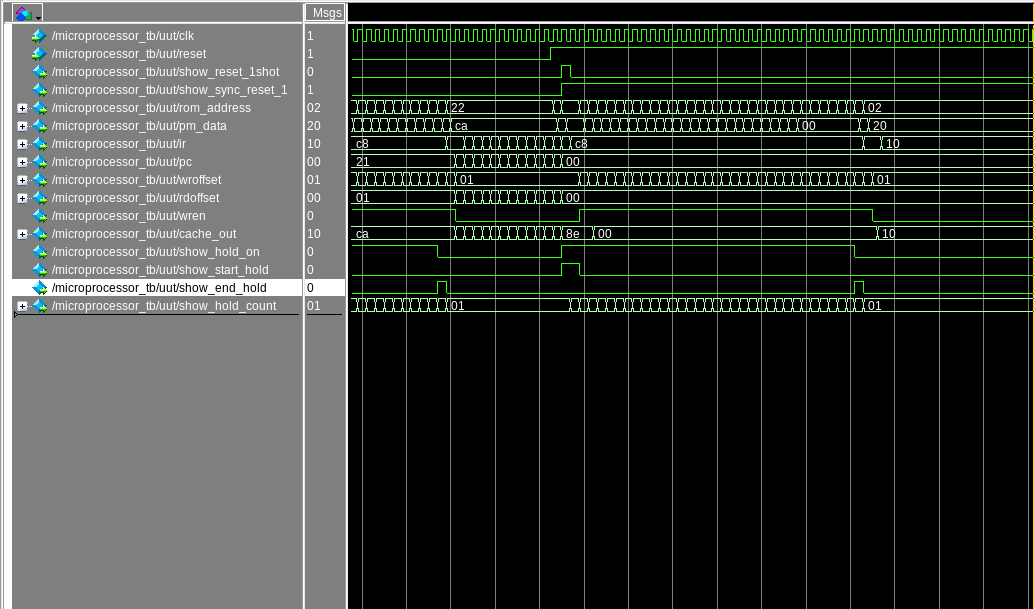 Msgs
/microprocessor_tb/uut/clk 1
/microprocessor_tb/uut/reset 1
/microprocessor_tb/uut/show_reset_1shot 0
/microprocessor_tb/uut/show_sync_reset_1 1
/microprocessor_tb/uut/rom_address 02 22 02
/microprocessor_tb/uut/pm_data 20 ca 00 20
/microprocessor_tb/uut/ir 10 c8 c8 10
/microprocessor_tb/uut/pc 00 21 00
/microprocessor_tb/uut/wroffset 01 01 01
/microprocessor_tb/uut/rdoffset 00 01 00
/microprocessor_tb/uut/wren 0
/microprocessor_tb/uut/cache_out 10 ca 8e 00 10
/microprocessor_tb/uut/show_hold_on 0
/microprocessor_tb/uut/show_start_hold 0
/microprocessor_tb/uut/show_end_hold 0
/microprocessor_tb/uut/show_hold_count 01 01 01